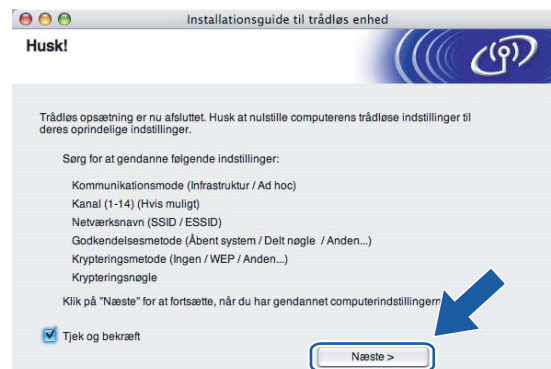 Installationsguide til trådløs enhed
Husk!
Trådløs opsætning er nu afsluttet. Husk at nulstille computerens trådløse indstillinger til
deres oprindelige indstillinger.
Sørg for at gendanne følgende indstillinger:
Kommunikationsmode (Infrastruktur / Ad hoc)
Kanal (1-14) (Hvis muligt)
Netværksnavn (SSID / ESSID)
Godkendelsesmetode (Åbent system / Delt nøgle / Anden...)
Krypteringsmetode (Ingen / WEP / Anden...)
Krypteringsnøgle
Klik på "Næste" for at fortsætte, når du har gendannet
Tjek og bekræft
Næste >